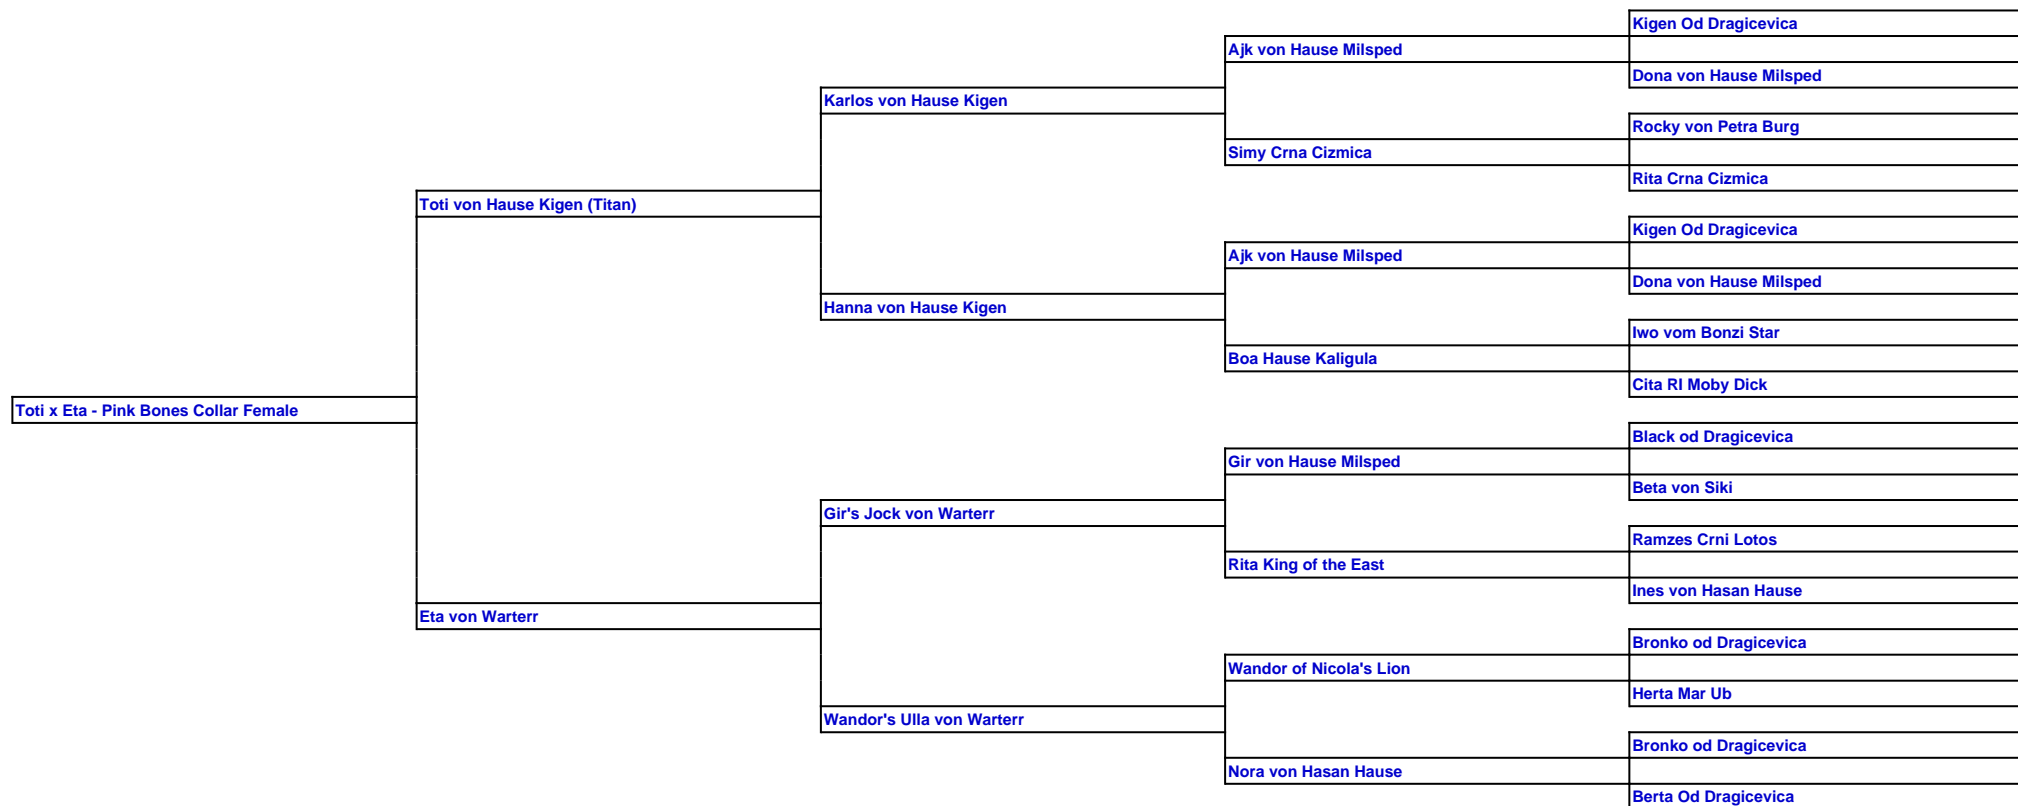 Kigen Od Dragicevica
Ajk von Hause Milsped
Dona von Hause Milsped
Karlos von Hause Kigen
Rocky von Petra Burg
Simy Crna Cizmica
Rita Crna Cizmica
Toti von Hause Kigen (Titan)
Kigen Od Dragicevica
Ajk von Hause Milsped
Dona von Hause Milsped
Hanna von Hause Kigen
Iwo vom Bonzi Star
Boa Hause Kaligula
Cita RI Moby Dick
Toti x Eta - Pink Bones Collar Female
Black od Dragicevica
Gir von Hause Milsped
Beta von Siki
Gir's Jock von Warterr
Ramzes Crni Lotos
Rita King of the East
Ines von Hasan Hause
Eta von Warterr
Bronko od Dragicevica
Wandor of Nicola's Lion
Herta Mar Ub
Wandor's Ulla von Warterr
Bronko od Dragicevica
Nora von Hasan Hause
Berta Od Dragicevica